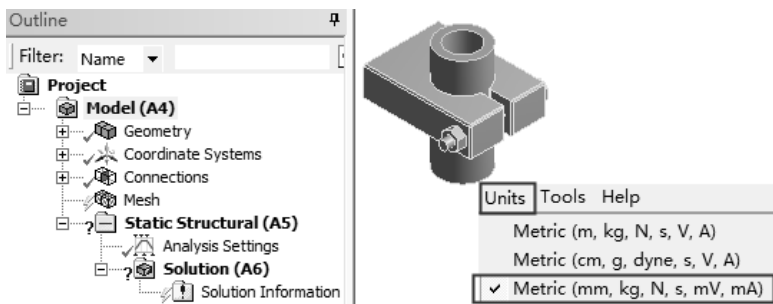 Outline
Filter: Name
Project
Model (A4)
Geometry
Coordinate Systems
Connections
Mesh
Static Structural (A5)
Analysis Settings
Solution (A6)
Solution Information
Units Tools Help
Metric (m, kg, N, s, V, A)
Metric (cm, g, dyne, s, V, A)
Metric (mm, kg, N, s, mV, mA)